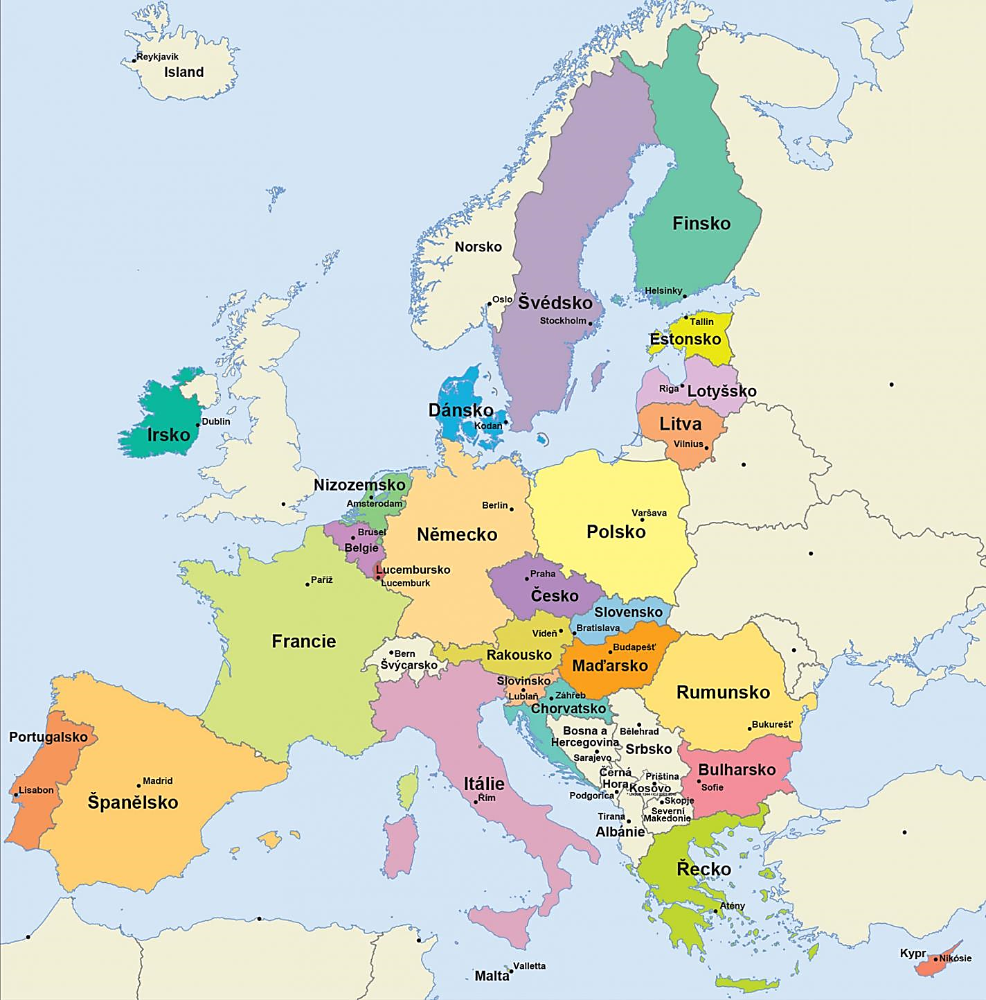 Reykjavík
Island
Finsko
Norsko
Helsinky
Oslo
Švédsko
Stockholm
Tallin
Estonsko
Riga
Lotyšsko
Dánsko
Kodaň
Litva
Vilnius
Dublin
Irsko
Nizozemsko
Amsterodam
Berlín
Varšava
Německo
Polsko
Brusel
Belgie
Lucembursko
Lucemburk
Paříž
Praha
Česko
Slovensko
Bratislava
Vídeň
Francie
Rakousko
Budapešť
Maďarsko
Bern
Švýcarsko
Slovinsko
Lublaň
Záhřeb
Chorvatsko
Rumunsko
Bukurešť
Bosna a
Hercegovina
Sarajevo
Bělehrad
Srbsko
Portugalsko
Lisabon
Madrid
Španělsko
Itálie
Řím
Černá
Hora
Podgorica
Priština
Kosovo
Bulharsko
Sofie
Skopje
Severní
Makedonie
Tirana
Albánie
Řecko
Atény
Valletta
Malta
Kypr
Nikósie